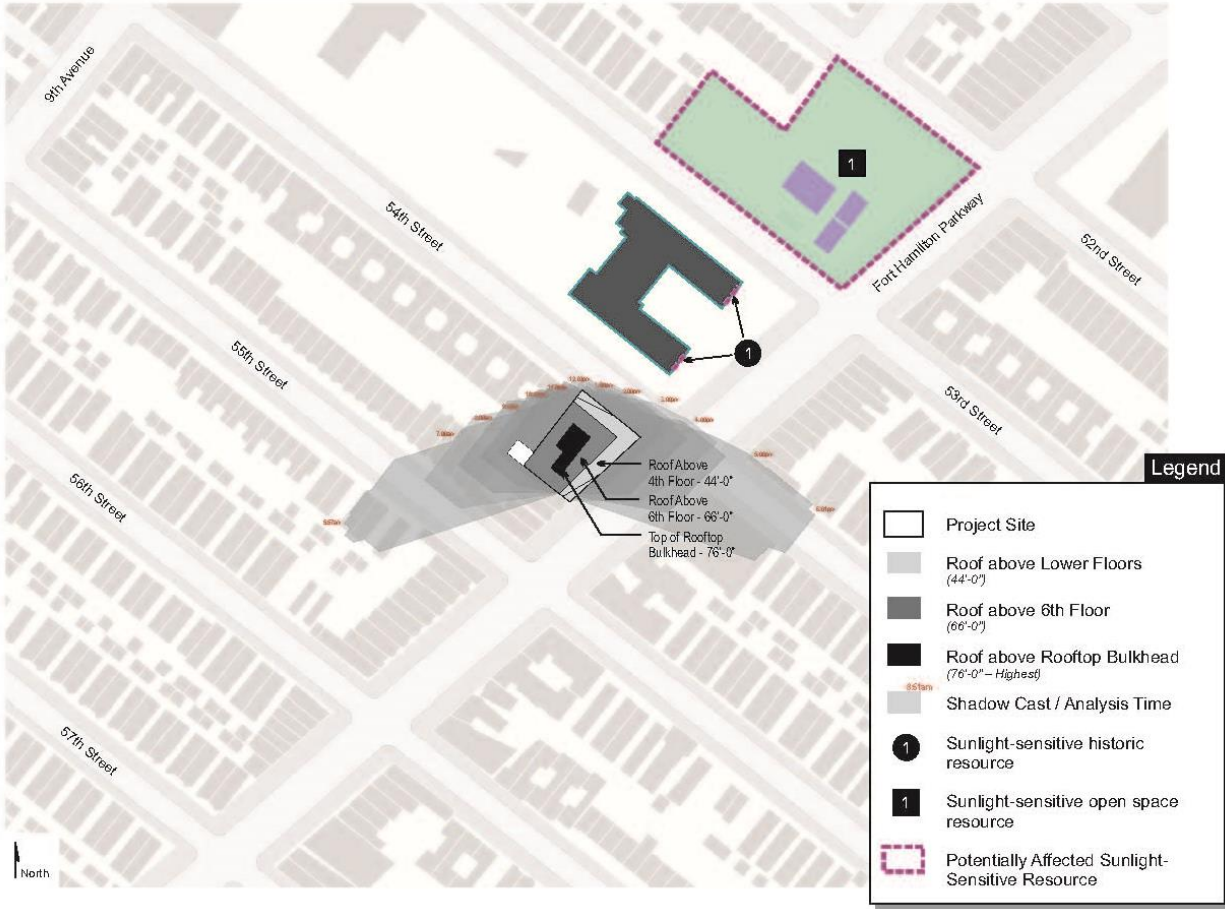 9th Avenue
54th Street
1
Fort Hamilton Parkway
52nd Street
1
53rd Street
55th Street
Roof Above
4th Floor - 44'-0"
Roof Above
6th Floor - 66'-0"
Top of Rooftop
Bulkhead - 76'-0"
56th Street
57th Street
North
Legend
Project Site
Roof above Lower Floors
(44'-0")
Roof above 6th Floor
(66'-0")
Roof above Rooftop Bulkhead
(76'-0" – Highest)
Shadow Cast / Analysis Time
1
Sunlight-sensitive historic
resource
1
Sunlight-sensitive open space
resource
Potentially Affected Sunlight-
Sensitive Resource